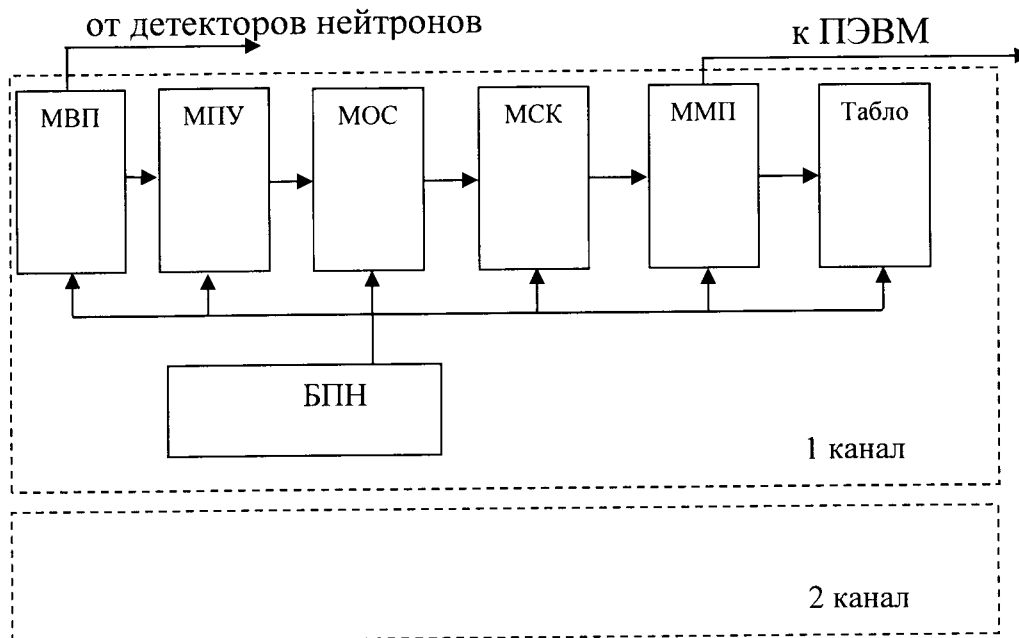 от детекторов нейтронов
к ПЭВМ
МВП
МПУ
МОС
МСК
ММП
Табло
БПН
1 канал
2 канал